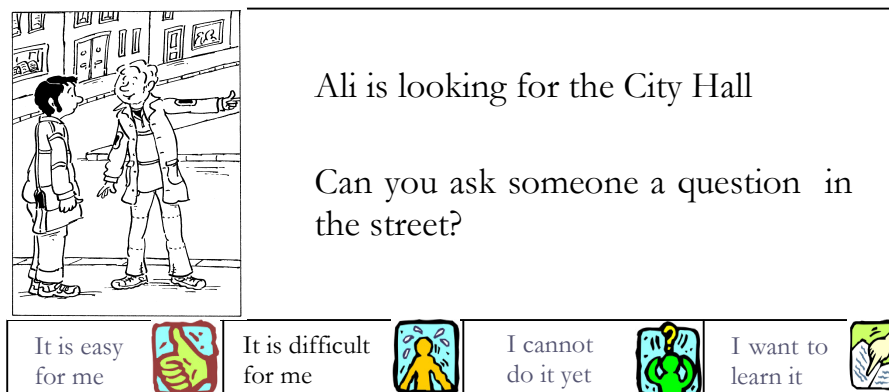 Ali is looking for the City Hall
Can you ask someone a question in
the street?
It is easy
for me
It is difficult
for me
I cannot
do it yet
I want to
learn it